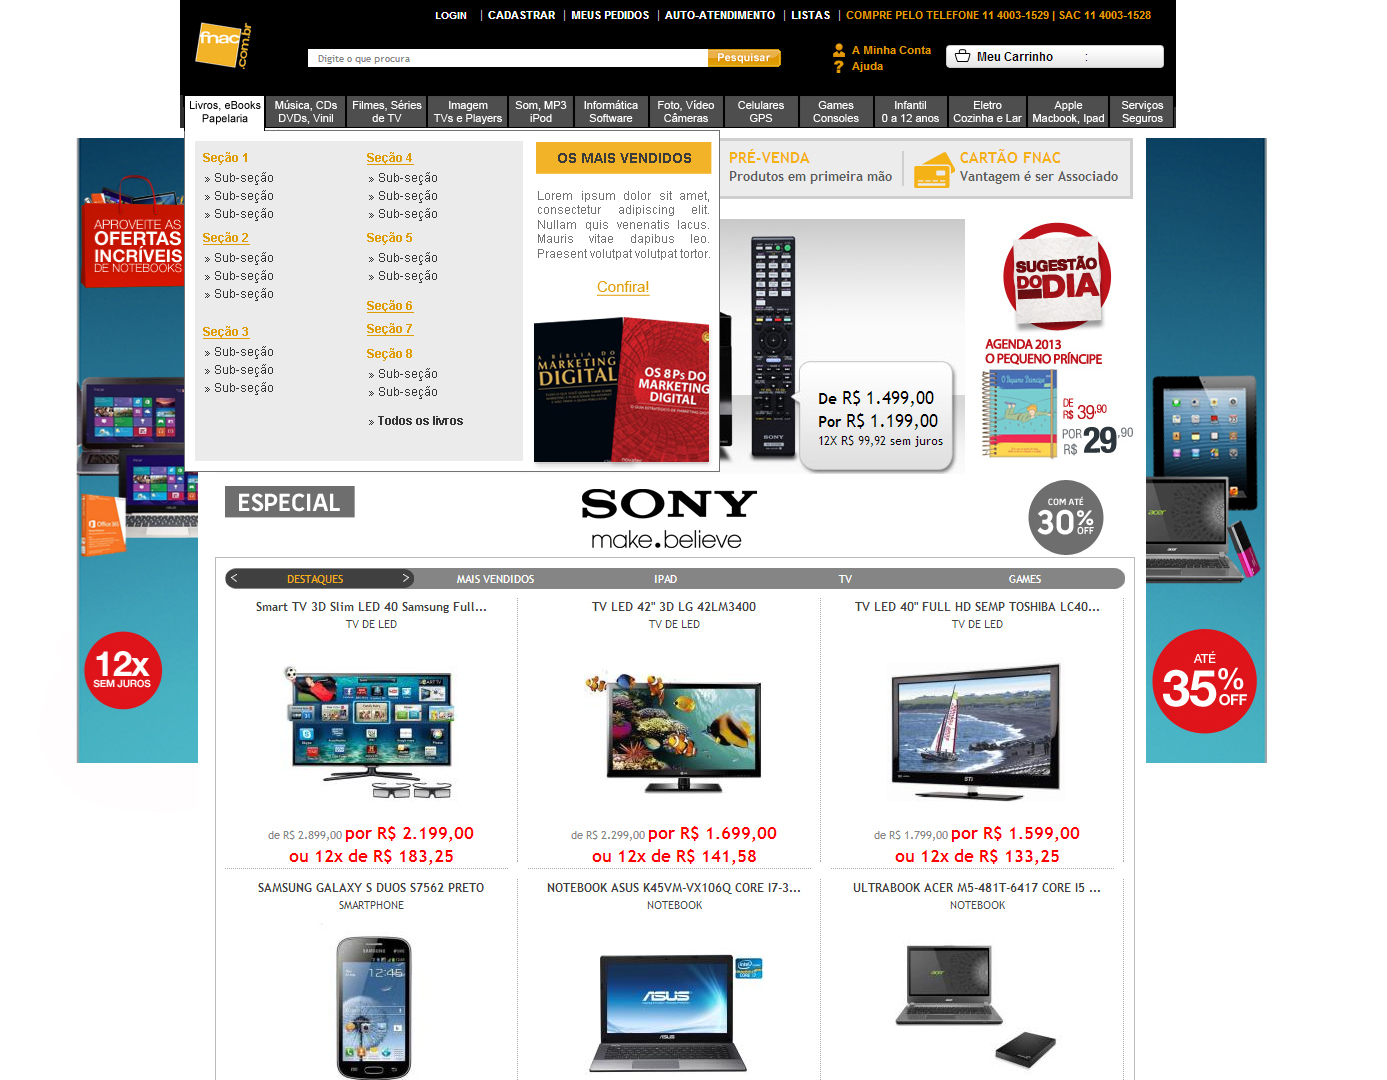 LOGIN | CADASTRAR | MEUS PEDIDOS | AUTO-ATENDIMENTO | LISTAS | COMPRE PELO TELEFONE 11 4003-1529 | SAC 11 4003-1528
fnac.com.br
Digite o que procura
Pesquisar
A Minha Conta
Ajuda
Meu Carrinho :
Livros, eBooks
Papelaria
Música, CDs
DVDs, Vinil
Filmes, Séries
de TV
Imagem
TVs e Players
Som, MP3
iPod
Informática
Software
Foto, Vídeo
Câmeras
Celulares
GPS
Games
Consoles
Infantil
0 a 12 anos
Eletro
Cozinha e Lar
Apple
Macbook, Ipad
Serviços
Seguros
Seção 1
» Sub-seção
» Sub-seção
» Sub-seção
Seção 2
» Sub-seção
» Sub-seção
» Sub-seção
Seção 3
» Sub-seção
» Sub-seção
» Sub-seção
Seção 4
» Sub-seção
» Sub-seção
» Sub-seção
Seção 5
» Sub-seção
» Sub-seção
Seção 6
Seção 7
Seção 8
» Sub-seção
» Sub-seção
» Todos os livros
OS MAIS VENDIDOS
Lorem ipsum dolor sit amet,
consectetur adipiscing elit.
Nullam quis venenatis lacus.
Mauris vitae dapibus leo.
Praesent volutpat volutpat tortor.
Confira!
A BÍBLIA DO
MARKETING
DIGITAL
OS 8Ps DO
MARKETING
DIGITAL
PRÉ-VENDA
Produtos em primeira mão
CARTÃO FNAC
Vantagem é ser Associado
APROVEITE AS
OFERTAS
INCRÍVEIS
DE NOTEBOOKS
Office 365
12x
SEM JUROS
SONY
De R$ 1.499,00
Por R$ 1.199,00
12X R$ 99,92 sem juros
SUGESTÃO
DO DIA
AGENDA 2013
O PEQUENO PRÍNCIPE
O Pequeno Príncipe
DE
R$ 39,90
POR
R$ 29,90
acer
ATÉ
35%
OFF
ESPECIAL
SONY
make.believe
COM ATÉ
30%
OFF
< DESTAQUES >
MAIS VENDIDOS
IPAD
TV
GAMES
Smart TV 3D Slim LED 40 Samsung Full...
TV DE LED
SMART TV
de R$ 2.899,00 por R$ 2.199,00
ou 12x de R$ 183,25
TV LED 42" 3D LG 42LM3400
TV DE LED
de R$ 2.299,00 por R$ 1.699,00
ou 12x de R$ 141,58
TV LED 40" FULL HD SEMP TOSHIBA LC40...
TV DE LED
STI
de R$ 1.799,00 por R$ 1.599,00
ou 12x de R$ 133,25
SAMSUNG GALAXY S DUOS S7562 PRETO
SMARTPHONE
SAMSUNG
12:45
NOTEBOOK ASUS K45VM-VX106Q CORE I7-3...
NOTEBOOK
intel
CORE i7
ASUS
ULTRABOOK ACER M5-481T-6417 CORE I5 ...
NOTEBOOK
acer